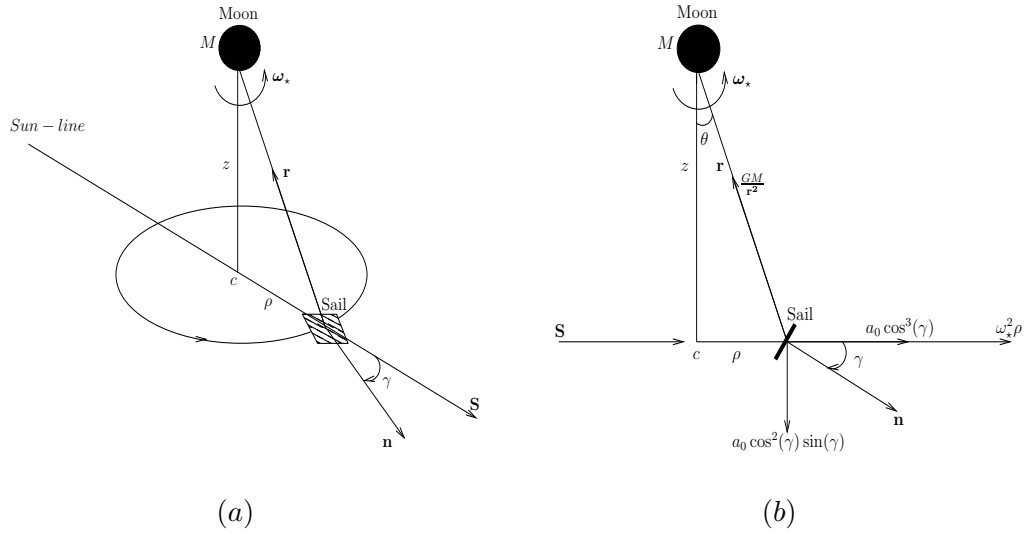 Moon
M
ω⋆
Sun − line
z
r
c
ρ
Sail
γ
S
n
(a)
Moon
M
ω⋆
θ
z
r
GM/r²
Sail
S
a₀ cos³(γ)
ω⋆²ρ
c
ρ
γ
n
a₀ cos²(γ) sin(γ)
(b)